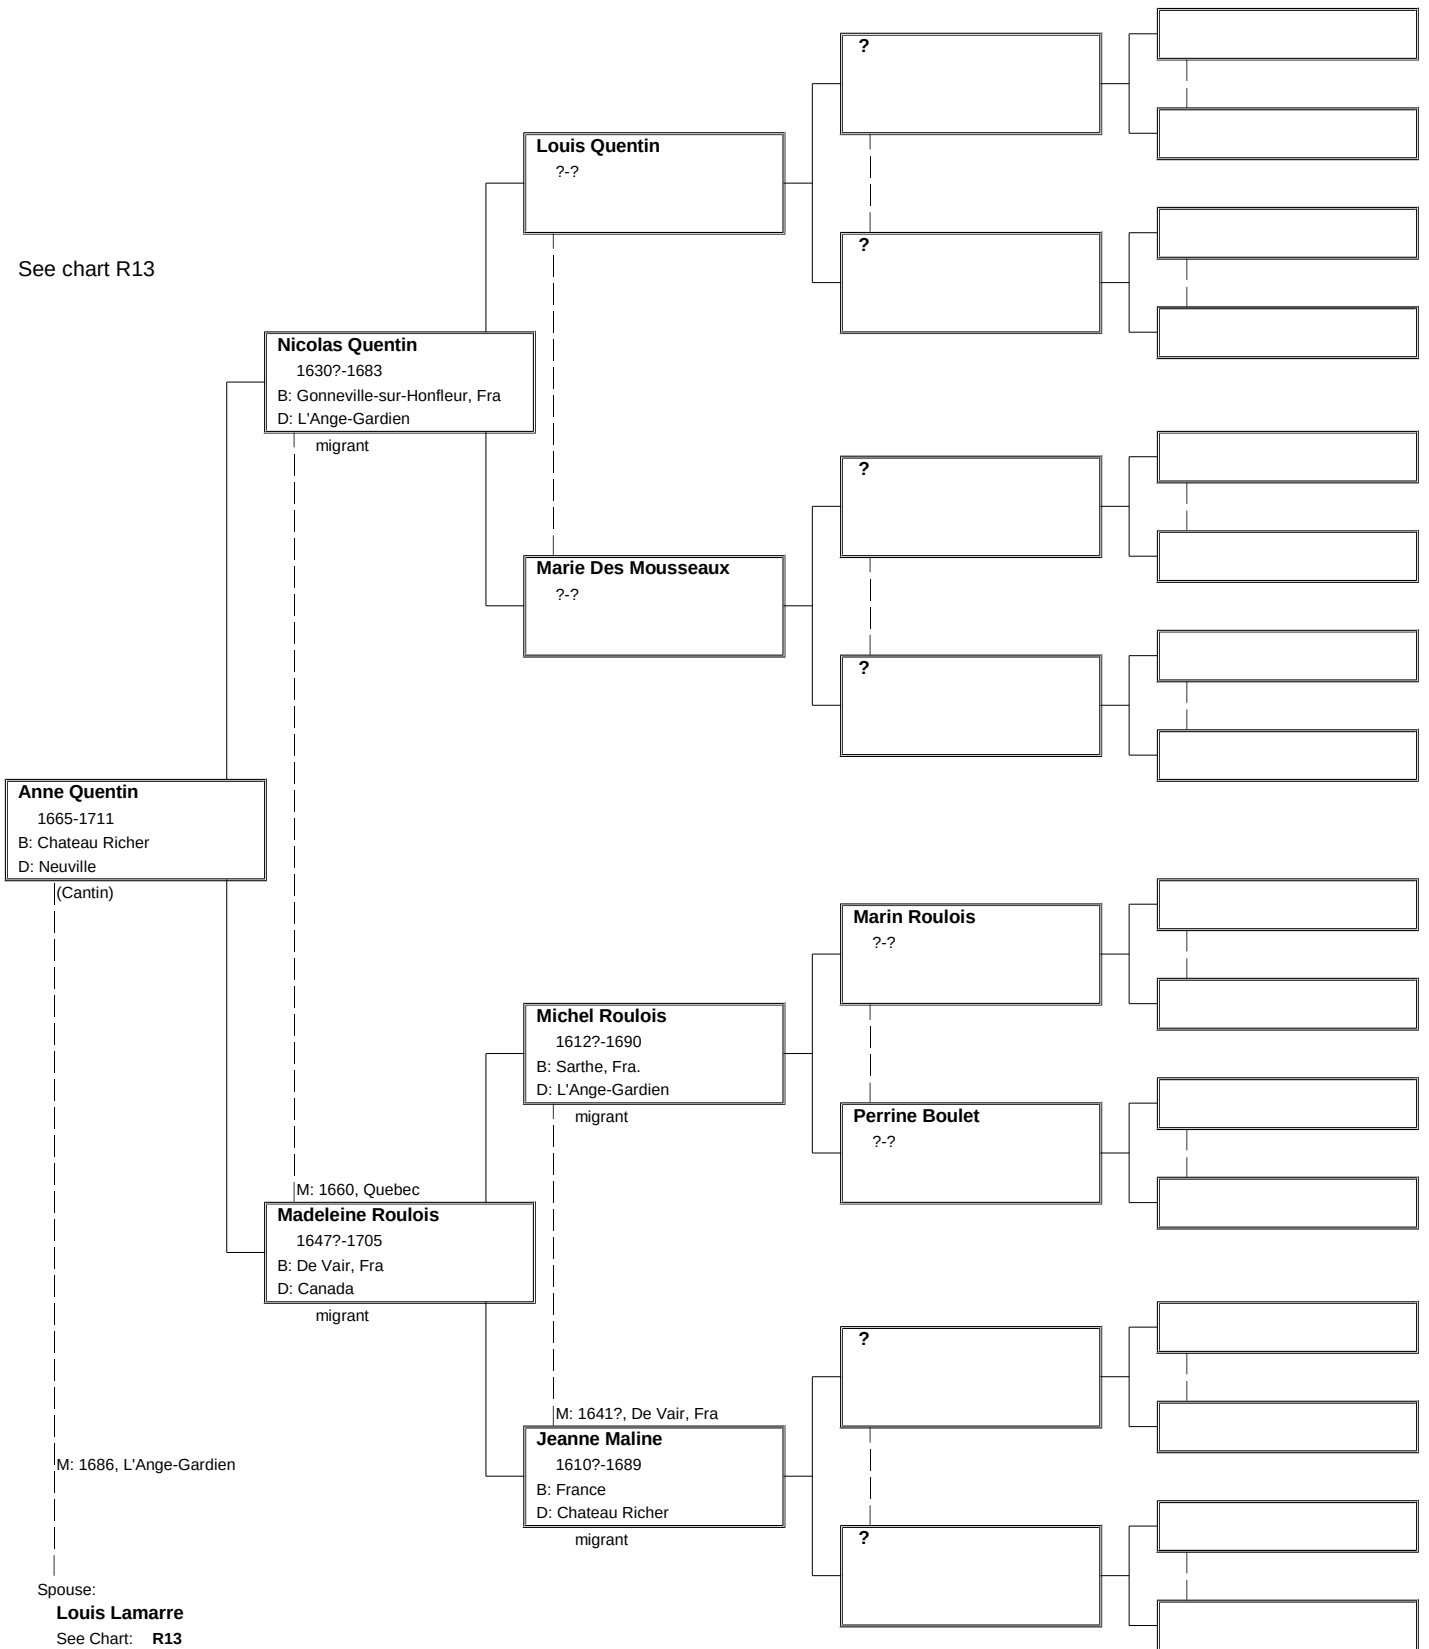 ?
Louis Quentin
?-?
?
See chart R13
Nicolas Quentin
1630?-1683
B: Gonneville-sur-Honfleur, Fra
D: L'Ange-Gardien
migrant
?
Marie Des Mousseaux
?-?
?
Anne Quentin
1665-1711
B: Chateau Richer
D: Neuville
(Cantin)
Marin Roulois
?-?
Michel Roulois
1612?-1690
B: Sarthe, Fra.
D: L'Ange-Gardien
migrant
Perrine Boulet
?-?
M: 1660, Quebec
Madeleine Roulois
1647?-1705
B: De Vair, Fra
D: Canada
migrant
?
M: 1641?, De Vair, Fra
Jeanne Maline
1610?-1689
B: France
D: Chateau Richer
migrant
?
M: 1686, L'Ange-Gardien
Spouse:
Louis Lamarre
See Chart: R13